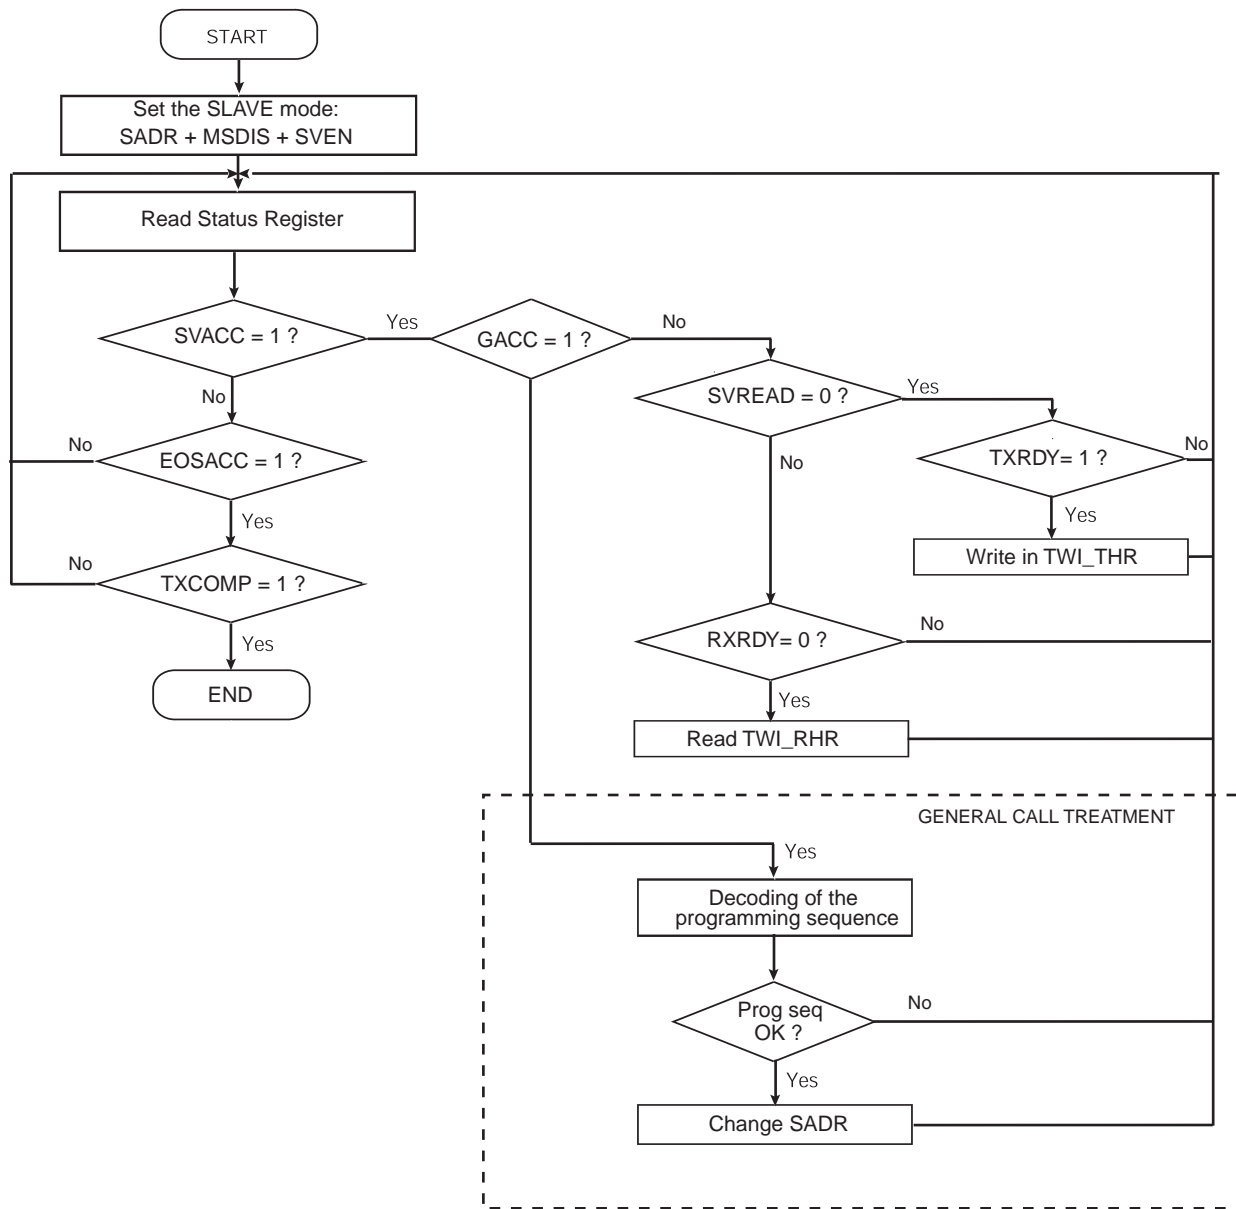 START
Set the SLAVE mode:
SADR + MSDIS + SVEN
Read Status Register
SVACC = 1 ?
Yes
GACC = 1 ?
No
SVREAD = 0 ?
Yes
No
No
EOSACC = 1 ?
No
TXRDY= 1 ?
No
Yes
Yes
Write in TWI_THR
No
TXCOMP = 1 ?
RXRDY= 0 ?
No
Yes
END
Yes
Read TWI_RHR
GENERAL CALL TREATMENT
Yes
Decoding of the
programming sequence
Prog seq
OK ?
No
Yes
Change SADR